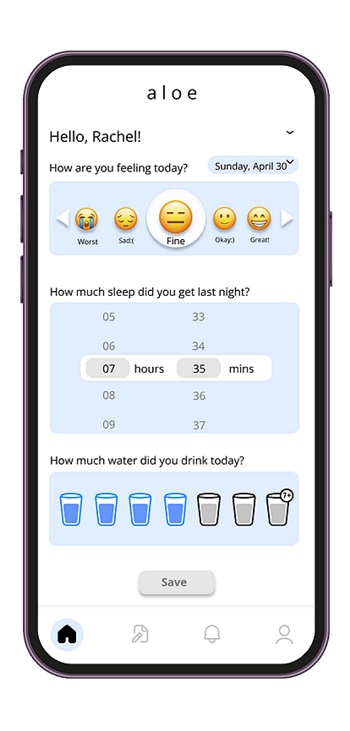 aloe
Hello, Rachel!
How are you feeling today? Sunday, April 30
Worst Sad:( Fine Okay:) Great!
How much sleep did you get last night?
05 33
06 34
07 hours 35 mins
08 36
09 37
How much water did you drink today?
7+
Save